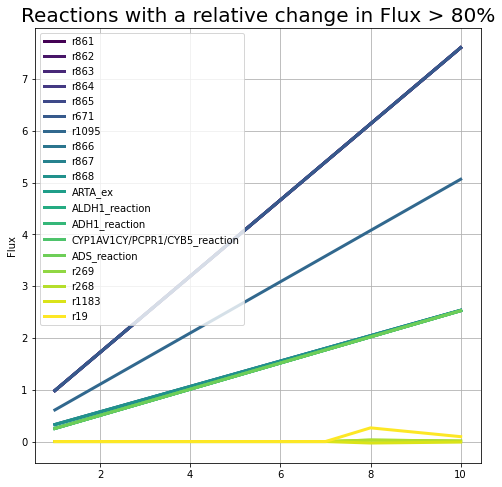 Reactions with a relative change in Flux > 80%
r861
r862
r863
r864
r865
r671
r1095
r866
r867
r868
ARTA_ex
ALDH1_reaction
ADH1_reaction
CYP1AV1CY/PCPR1/CYB5_reaction
ADS_reaction
r269
r268
r1183
r19
Flux
7
6
5
4
3
2
1
0
2 4 6 8 10